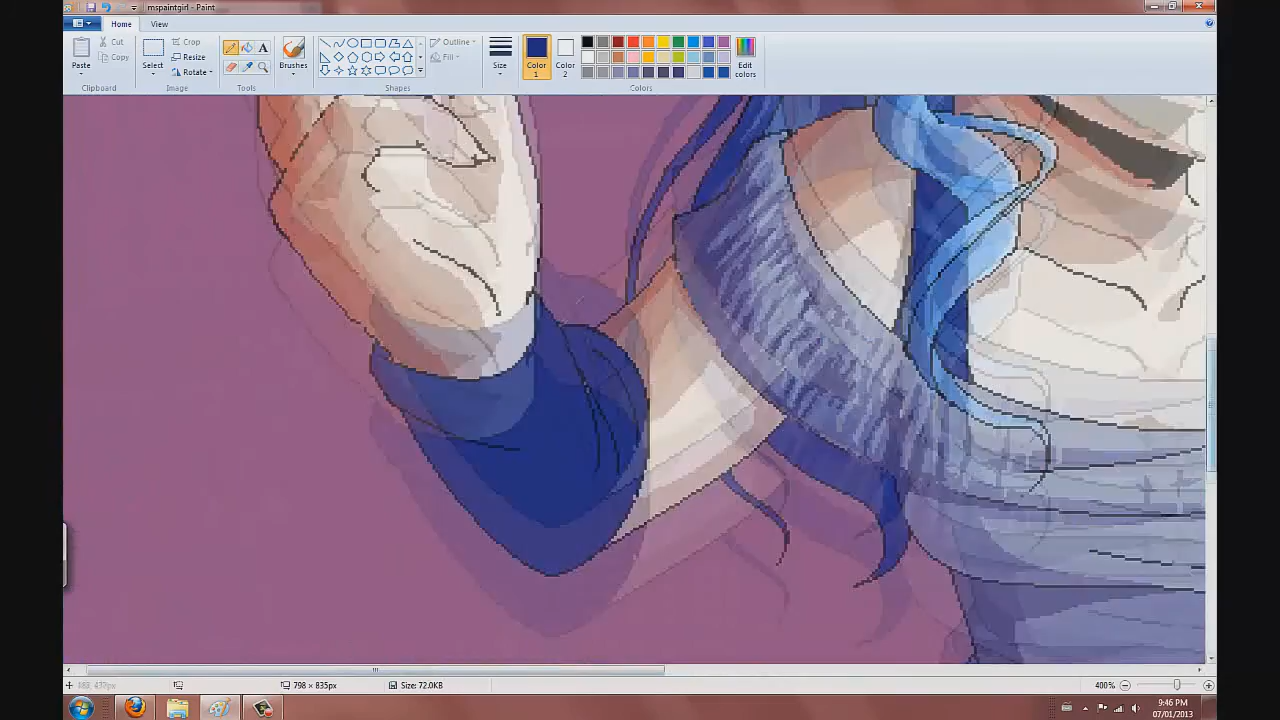 mspaintgirl - Paint
Home View
Paste
Cut
Copy
Clipboard
Select
Crop
Resize
Rotate
Image
A
Tools
Brushes
Outline
Fill
Shapes
Size
Color 1
Color 2
Edit colors
Colors
798 × 835px
Size: 72.0KB
400%
9:46 PM
07/01/2013